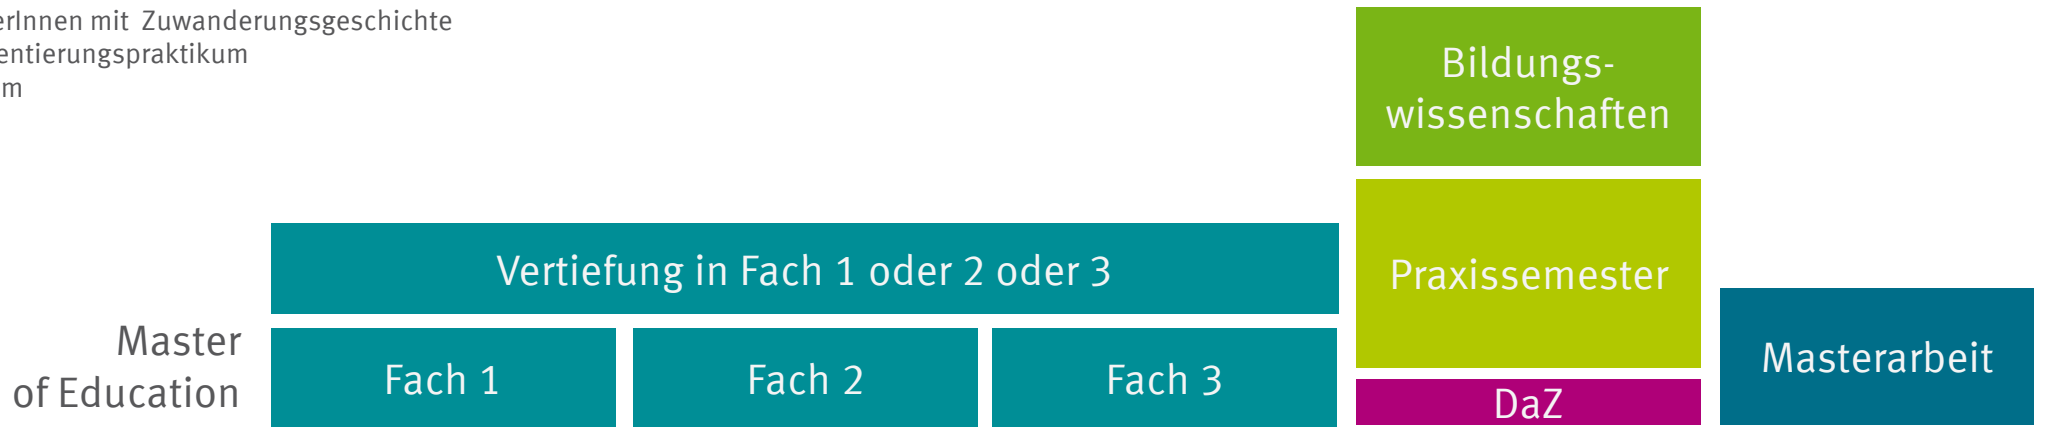 erInnen mit Zuwanderungsgeschichte
entierungspraktikum
m
Bildungs-
wissenschaften
Vertiefung in Fach 1 oder 2 oder 3
Praxissemester
Master
of Education
Fach 1
Fach 2
Fach 3
DaZ
Masterarbeit